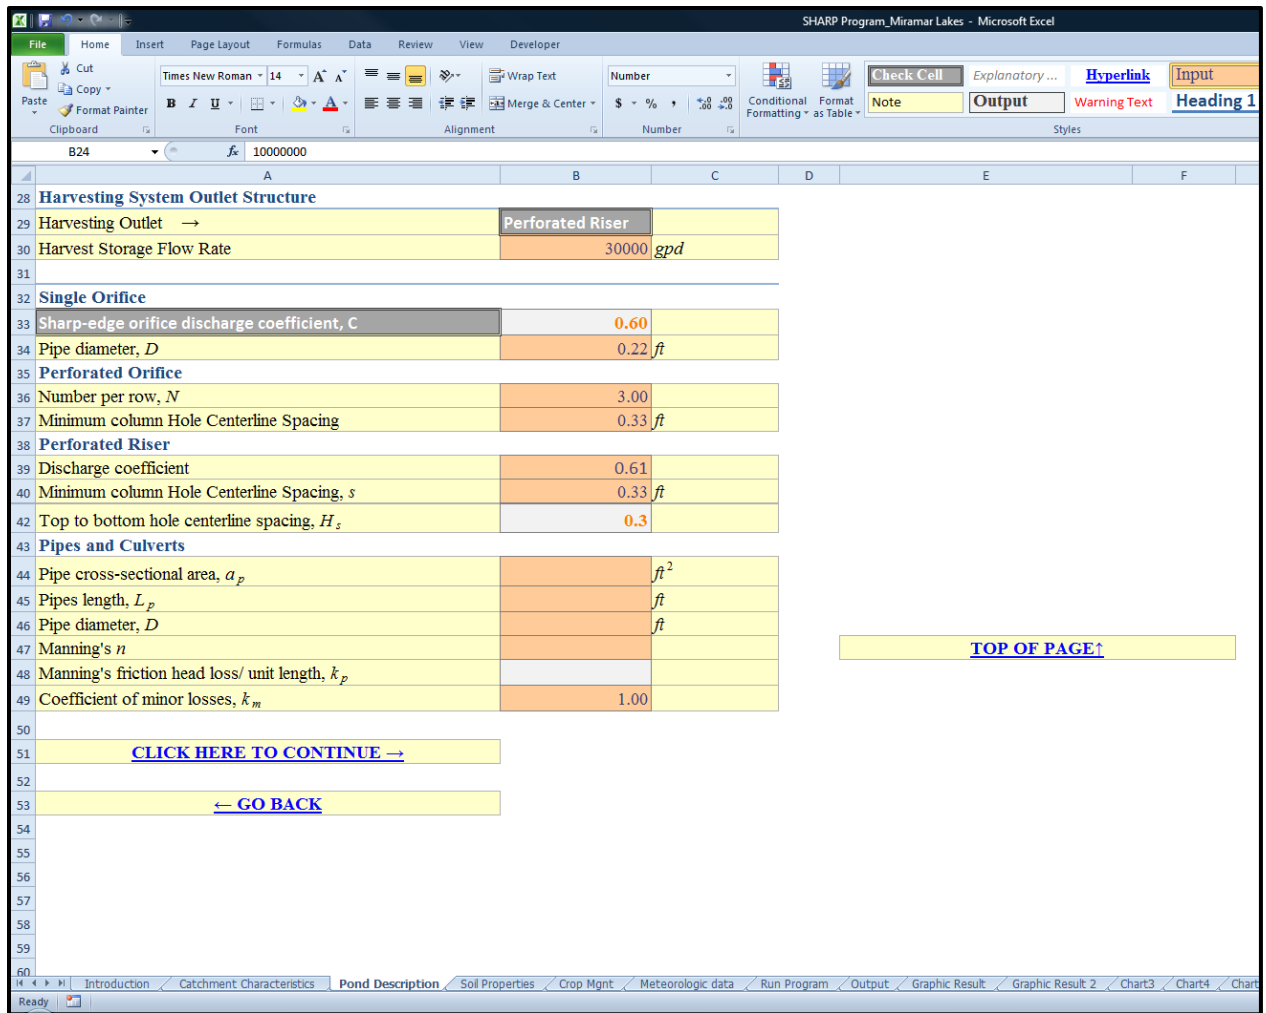 SHARP Program_Miramar Lakes - Microsoft Excel
File Home Insert Page Layout Formulas Data Review View Developer
Paste Cut Copy Format Painter
Clipboard
Times New Roman 14 A A
B I U A
Font
Wrap Text
Merge & Center
Alignment
Number
$ % , .00 .00
Number
Conditional Formatting Format as Table
Check Cell Explanatory ... Hyperlink Input
Note Output Warning Text Heading 1
Styles
B24 fx 10000000
A B C D E F
28 Harvesting System Outlet Structure
29 Harvesting Outlet → Perforated Riser
30 Harvest Storage Flow Rate 30000 gpd
31
32 Single Orifice
33 Sharp-edge orifice discharge coefficient, C 0.60
34 Pipe diameter, D 0.22 ft
35 Perforated Orifice
36 Number per row, N 3.00
37 Minimum column Hole Centerline Spacing 0.33 ft
38 Perforated Riser
39 Discharge coefficient 0.61
40 Minimum column Hole Centerline Spacing, s 0.33 ft
42 Top to bottom hole centerline spacing, Hs 0.3
43 Pipes and Culverts
44 Pipe cross-sectional area, ap ft2
45 Pipes length, Lp ft
46 Pipe diameter, D ft
47 Manning's n TOP OF PAGE↑
48 Manning's friction head loss/ unit length, kp
49 Coefficient of minor losses, km 1.00
50
51 CLICK HERE TO CONTINUE →
52
53 ← GO BACK
54
55
56
57
58
59
60
Introduction Catchment Characteristics Pond Description Soil Properties Crop Mgnt Meteorologic data Run Program Output Graphic Result Graphic Result 2 Chart3 Chart4 Chart
Ready